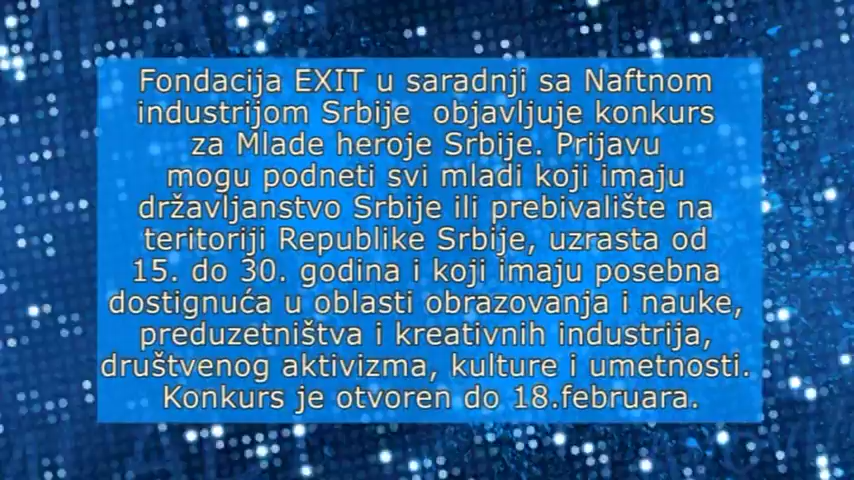 Fondacija EXIT u saradnji sa Naftnom
industrijom Srbije  objavljuje konkurs
za Mlade heroje Srbije. Prijavu
mogu podneti svi mladi koji imaju
državljanstvo Srbije ili prebivalište na
teritoriji Republike Srbije, uzrasta od
15. do 30. godina i koji imaju posebna
dostignuća u oblasti obrazovanja i nauke,
preduzetništva i kreativnih industrija,
društvenog aktivizma, kulture i umetnosti.
Konkurs je otvoren do 18.februara.